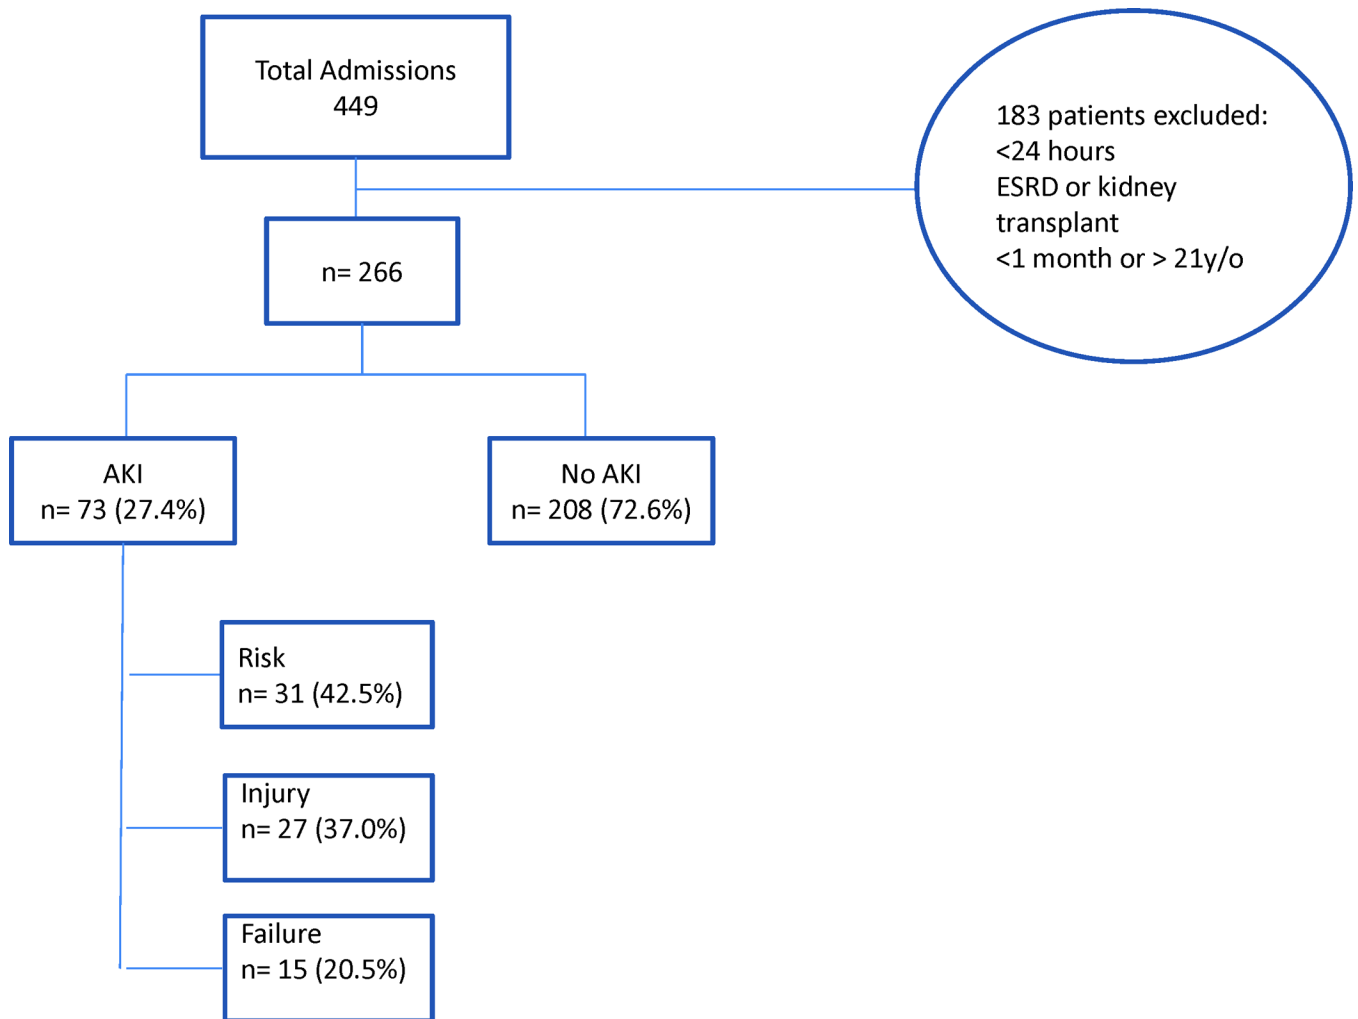 Total Admissions
449
183 patients excluded:
<24 hours
ESRD or kidney
transplant
<1 month or > 21y/o
n= 266
AKI
n= 73 (27.4%)
No AKI
n= 208 (72.6%)
Risk
n= 31 (42.5%)
Injury
n= 27 (37.0%)
Failure
n= 15 (20.5%)